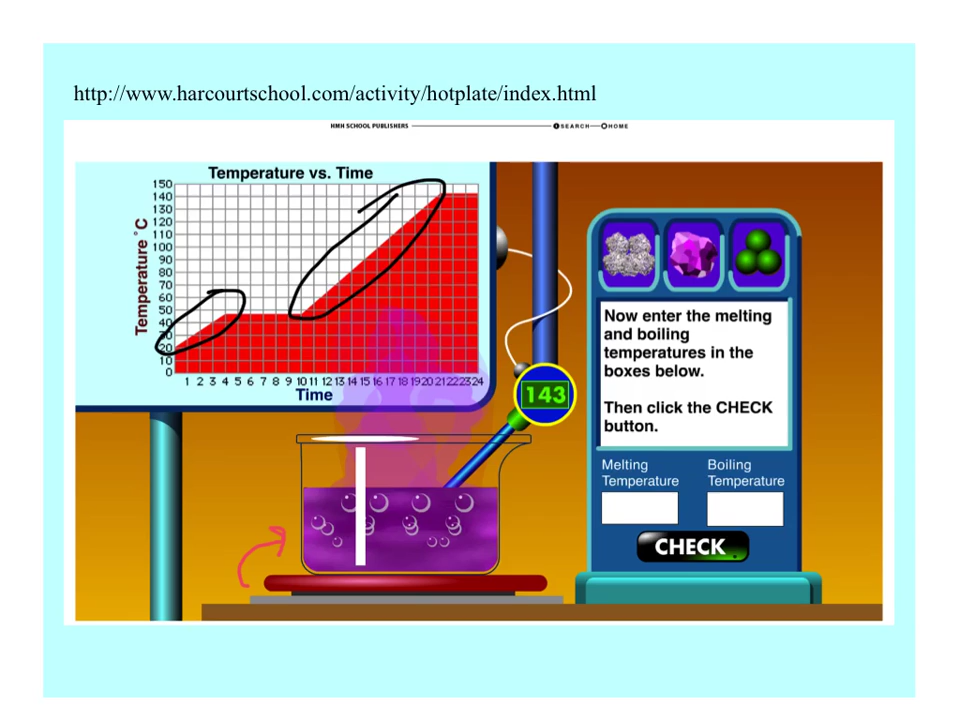 http://www.harcourtschool.com/activity/hotplate/index.html
HMH SCHOOL PUBLISHERS
SEARCH
HOME
Temperature vs. Time
Temperature °C
150
140
130
120
110
100
90
80
70
60
50
40
30
20
10
0
1 2 3 4 5 6 7 8 9 10 11 12 13 14 15 16 17 18 19 20 21 22 23 24
Time
143
Now enter the melting
and boiling
temperatures in the
boxes below.
Then click the CHECK
button.
Melting
Temperature
Boiling
Temperature
CHECK